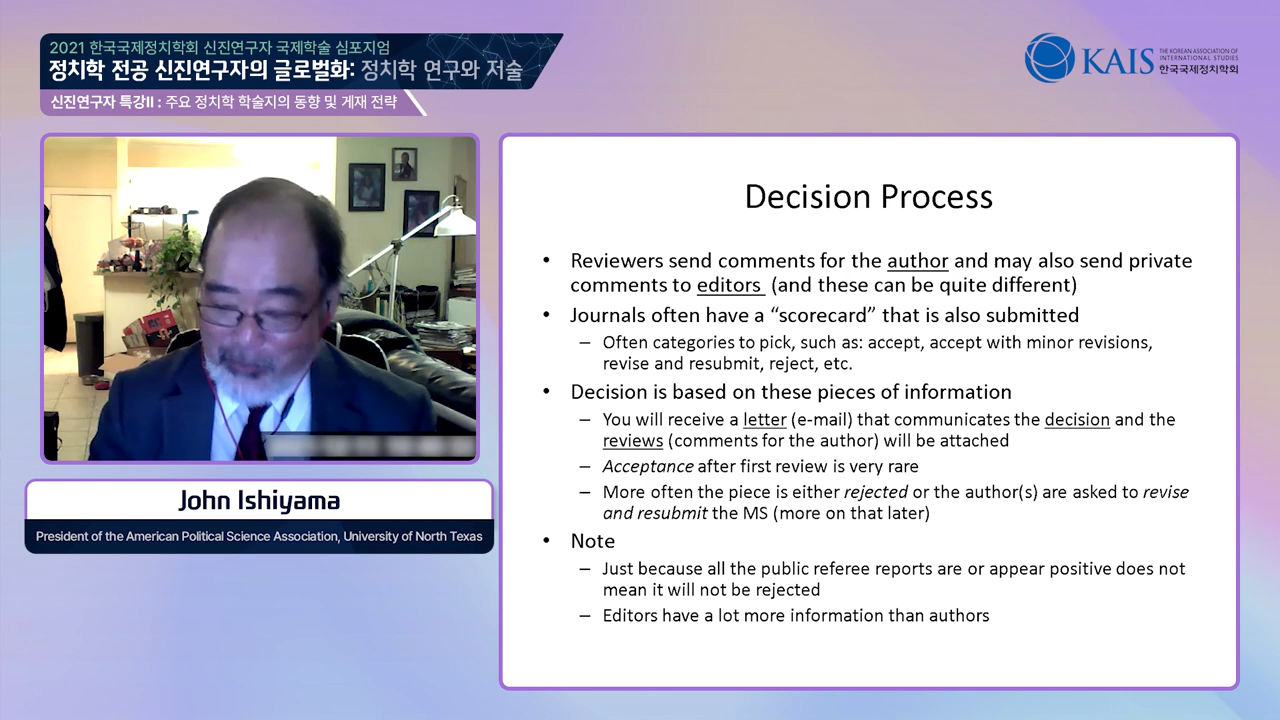 2021 한국국제정치학회 신진연구자 국제학술 심포지엄
정치학 전공 신진연구자의 글로벌화: 정치학 연구와 저술
신진연구자 특강II : 주요 정치학 학술지의 동향 및 게재 전략
KAIS
THE KOREAN ASSOCIATION OF
INTERNATIONAL STUDIES
한국국제정치학회
John Ishiyama
President of the American Political Science Association, University of North Texas
Decision Process
• Reviewers send comments for the author and may also send private
comments to editors (and these can be quite different)
• Journals often have a “scorecard” that is also submitted
– Often categories to pick, such as: accept, accept with minor revisions,
revise and resubmit, reject, etc.
• Decision is based on these pieces of information
– You will receive a letter (e-mail) that communicates the decision and the
reviews (comments for the author) will be attached
– Acceptance after first review is very rare
– More often the piece is either rejected or the author(s) are asked to revise
and resubmit the MS (more on that later)
• Note
– Just because all the public referee reports are or appear positive does not
mean it will not be rejected
– Editors have a lot more information than authors